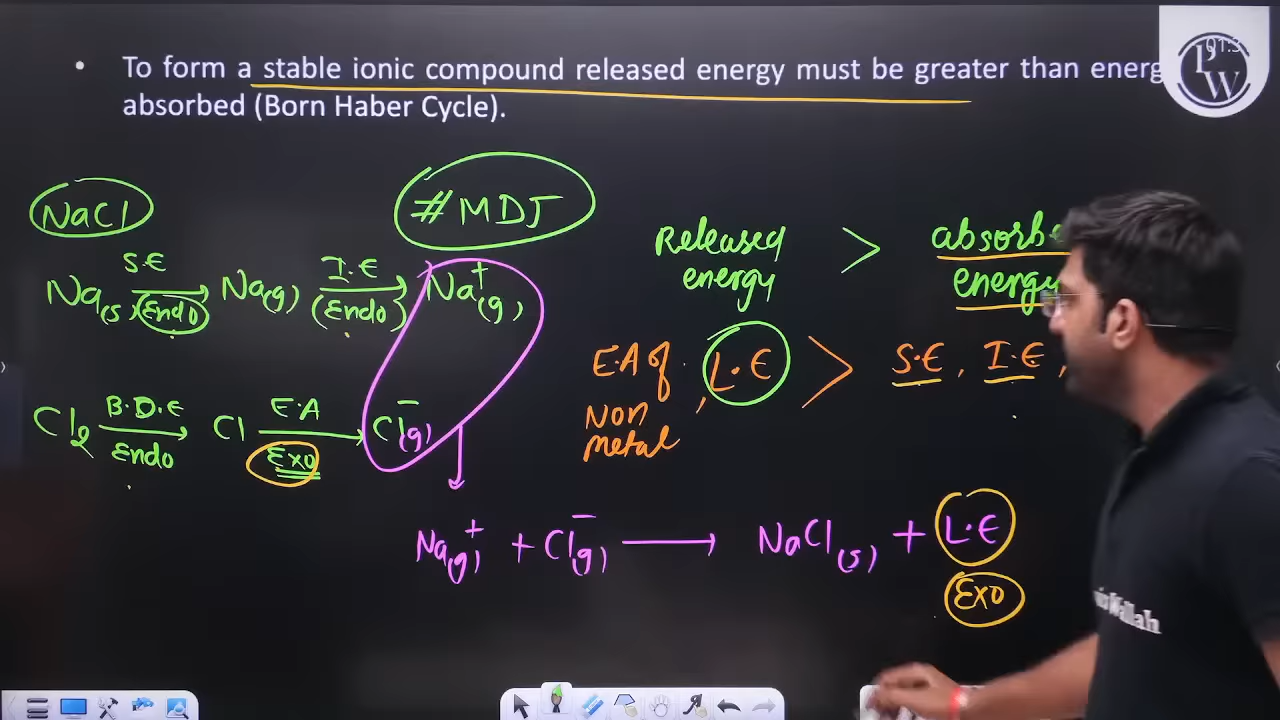 • To form a stable ionic compound released energy must be greater than energ
absorbed (Born Haber Cycle).
PW
NaCl
#MDJ
Released energy > absorbe energy
Na(s) S.E (Endo) → Na(g) I.E (Endo) → Na⁺(g)
E.A of Non metal, L.E > S.E, I.E,
Cl₂ B.D.E Endo → Cl E.A Exo → Cl⁻(g)
Na(g)⁺ + Cl⁻(g) → NaCl(s) + L.E
Exo
Wallah